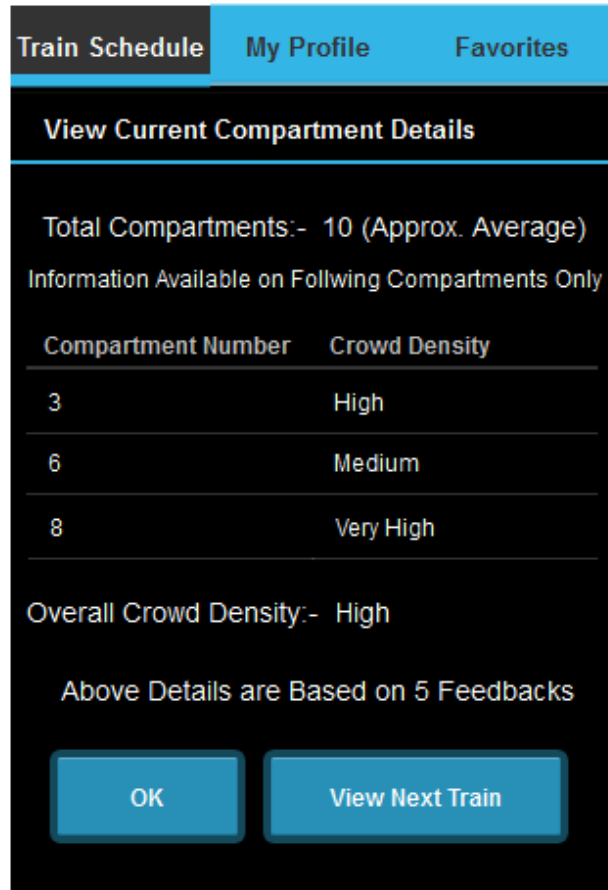 Train Schedule My Profile Favorites
View Current Compartment Details
Total Compartments:- 10 (Approx. Average)
Information Available on Follwing Compartments Only
Compartment Number Crowd Density
3 High
6 Medium
8 Very High
Overall Crowd Density:- High
Above Details are Based on 5 Feedbacks
OK View Next Train